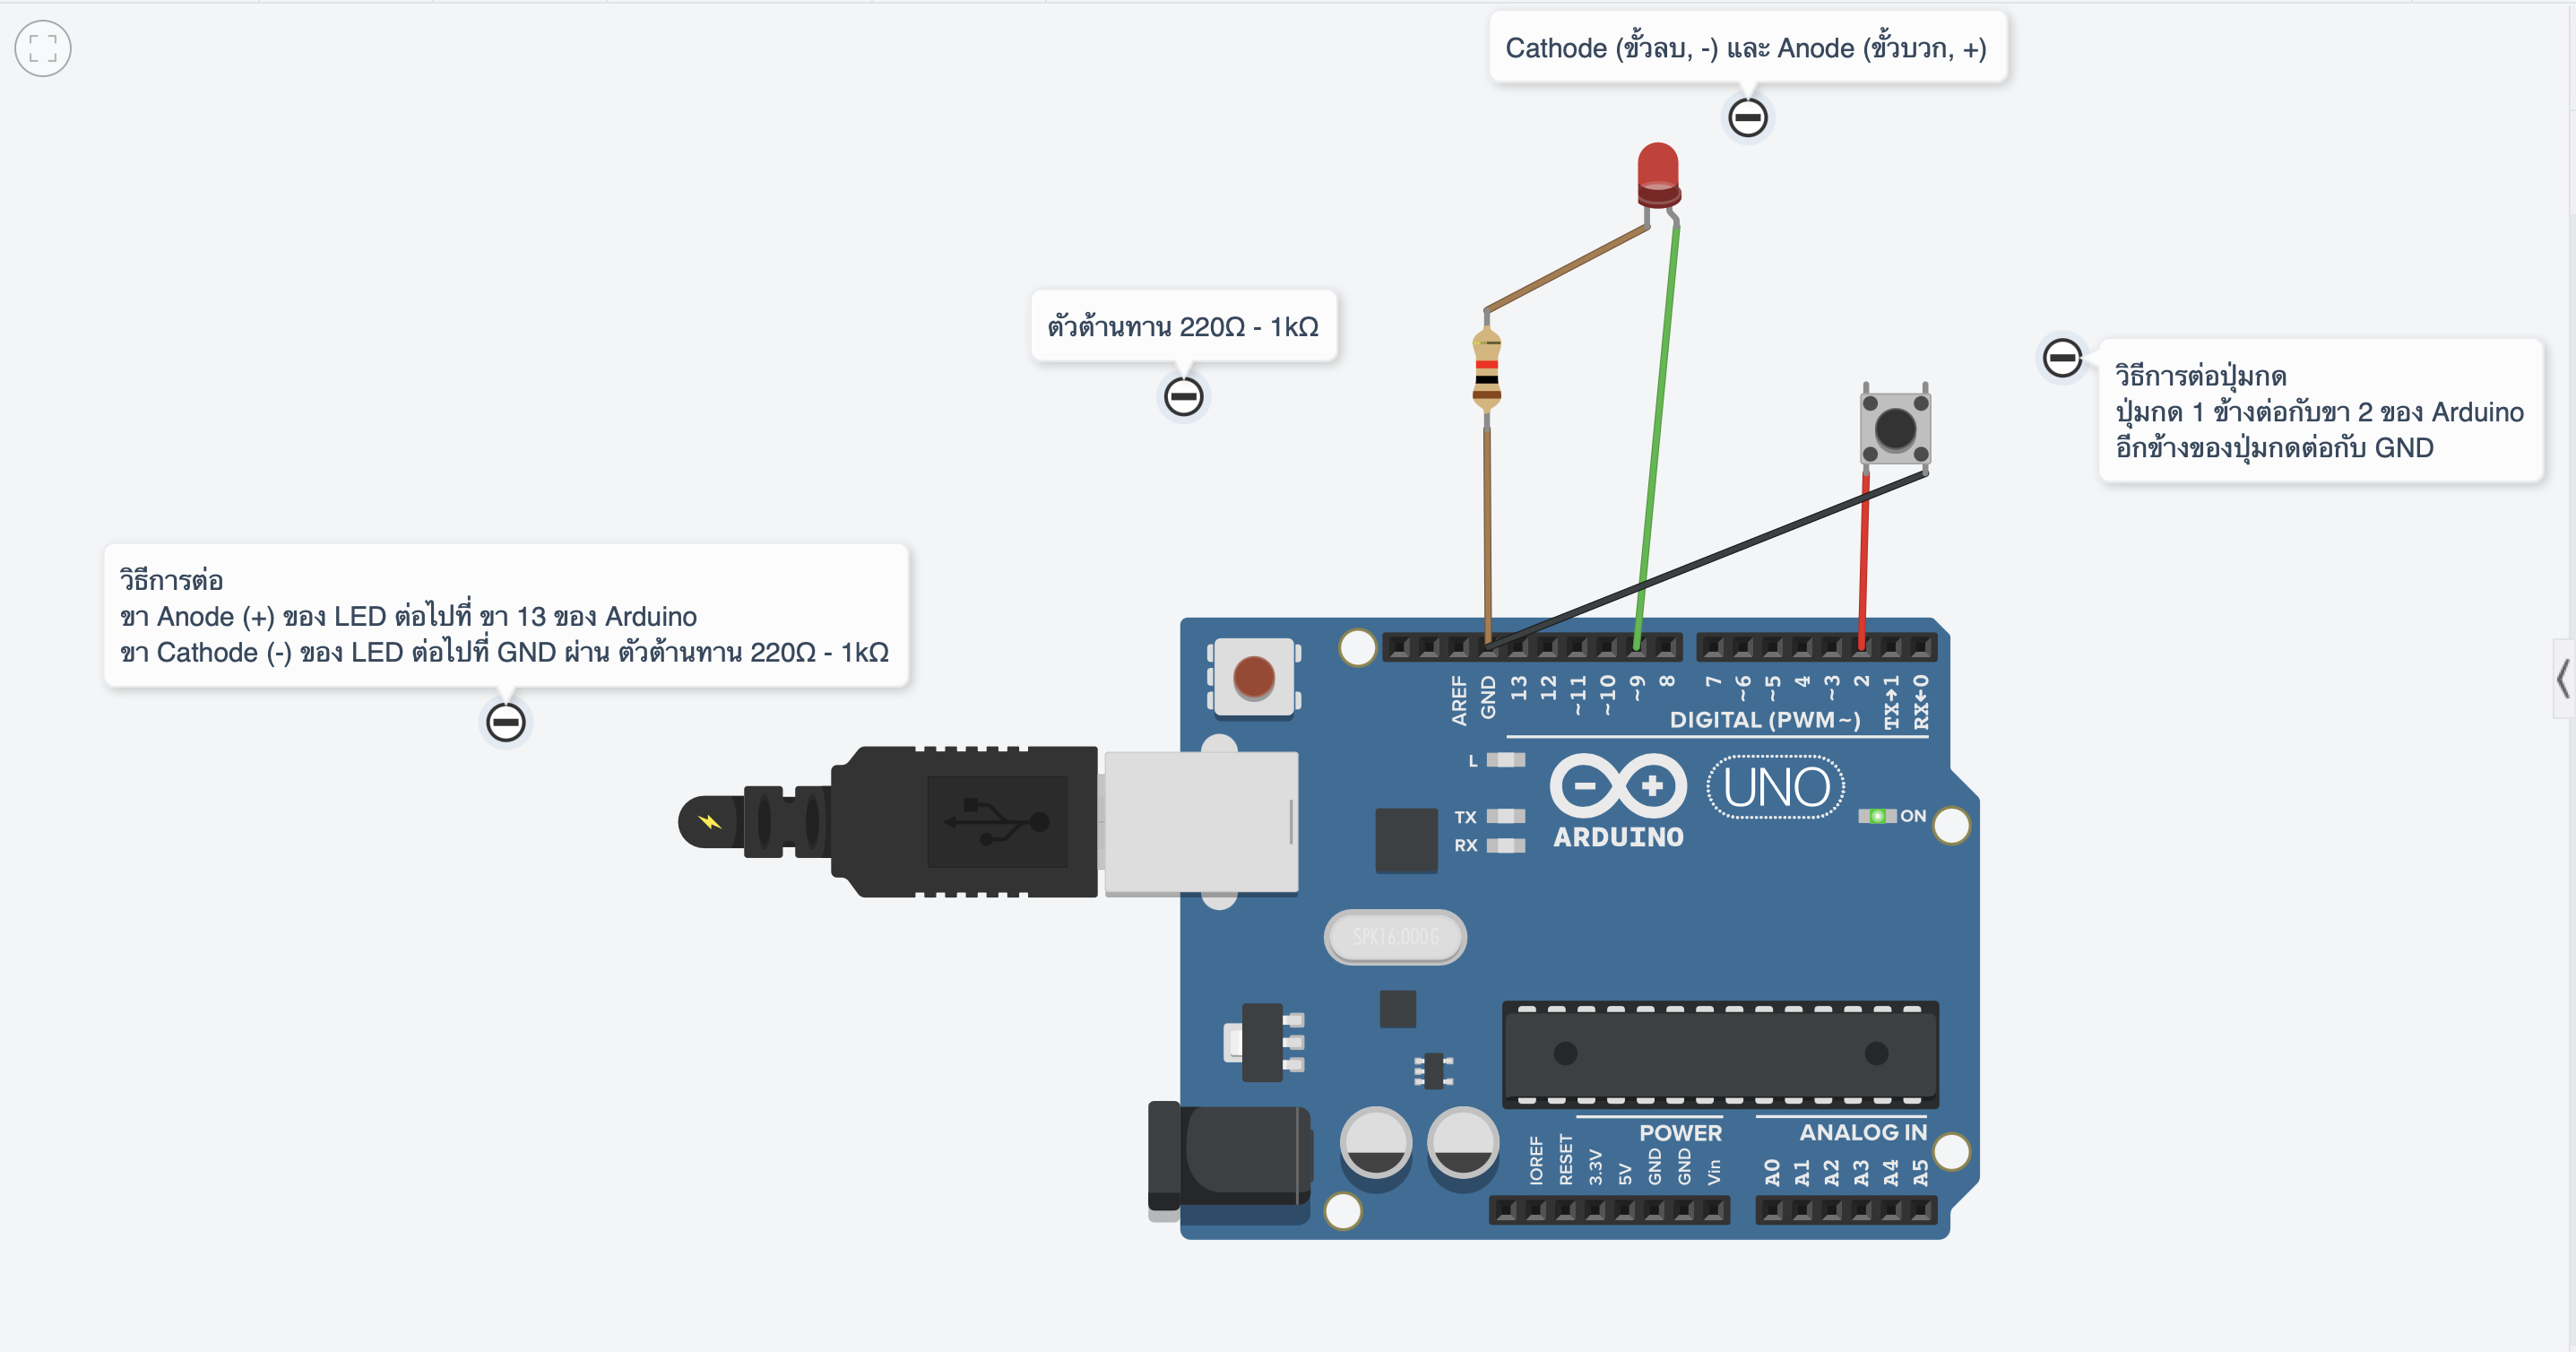 Cathode (ขั้วลบ, -) และ Anode (ขั้วบวก, +)
ตัวต้านทาน 220Ω - 1kΩ
วิธีการต่อปุ่มกด
ปุ่มกด 1 ข้างต่อกับขา 2 ของ Arduino
อีกข้างของปุ่มกดต่อกับ GND
วิธีการต่อ
ขา Anode (+) ของ LED ต่อไปที่ ขา 13 ของ Arduino
ขา Cathode (-) ของ LED ต่อไปที่ GND ผ่าน ตัวต้านทาน 220Ω - 1kΩ
AREF GND 13 12 ~11 ~10 ~9 8 7 ~6 ~5 4 ~3 2 TX→1 RX←0
DIGITAL (PWM~)
L
TX
RX
ARDUINO
UNO
ON
SPK16.000G
POWER
ANALOG IN
IOREF RESET 3.3V 5V GND GND Vin A0 A1 A2 A3 A4 A5